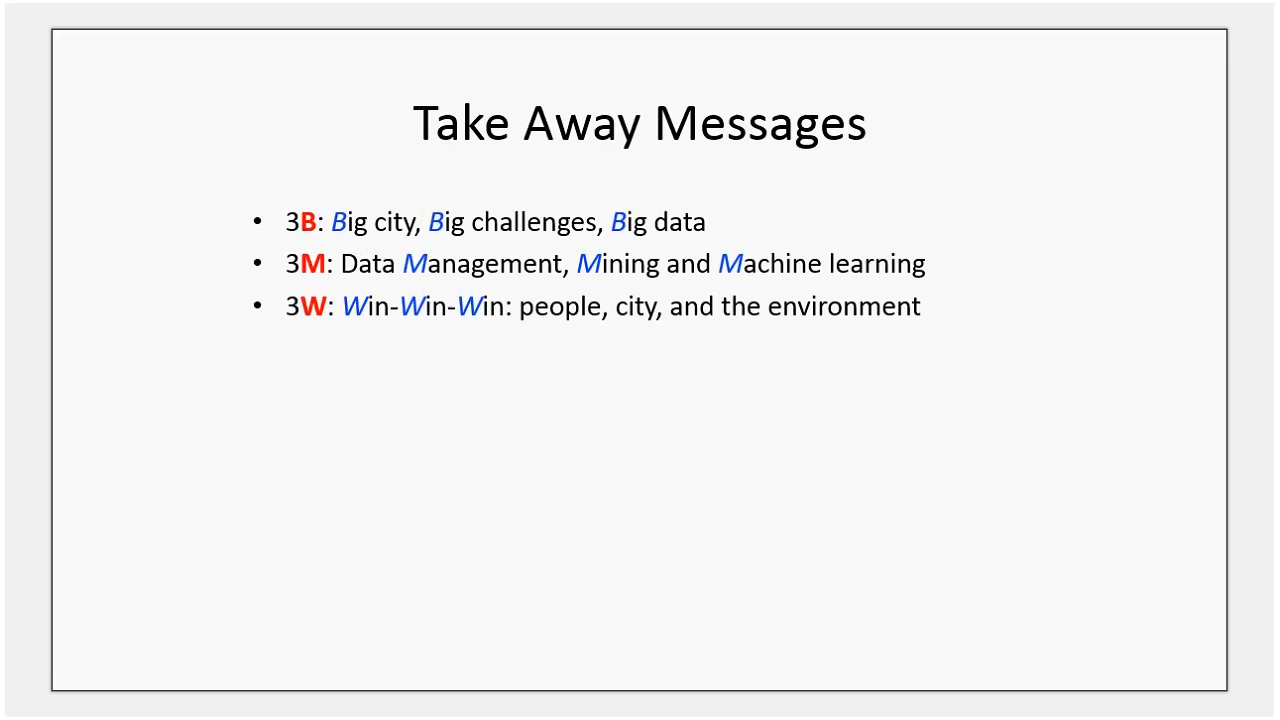 Take Away Messages
• 3B: Big city, Big challenges, Big data
• 3M: Data Management, Mining and Machine learning
• 3W: Win-Win-Win: people, city, and the environment